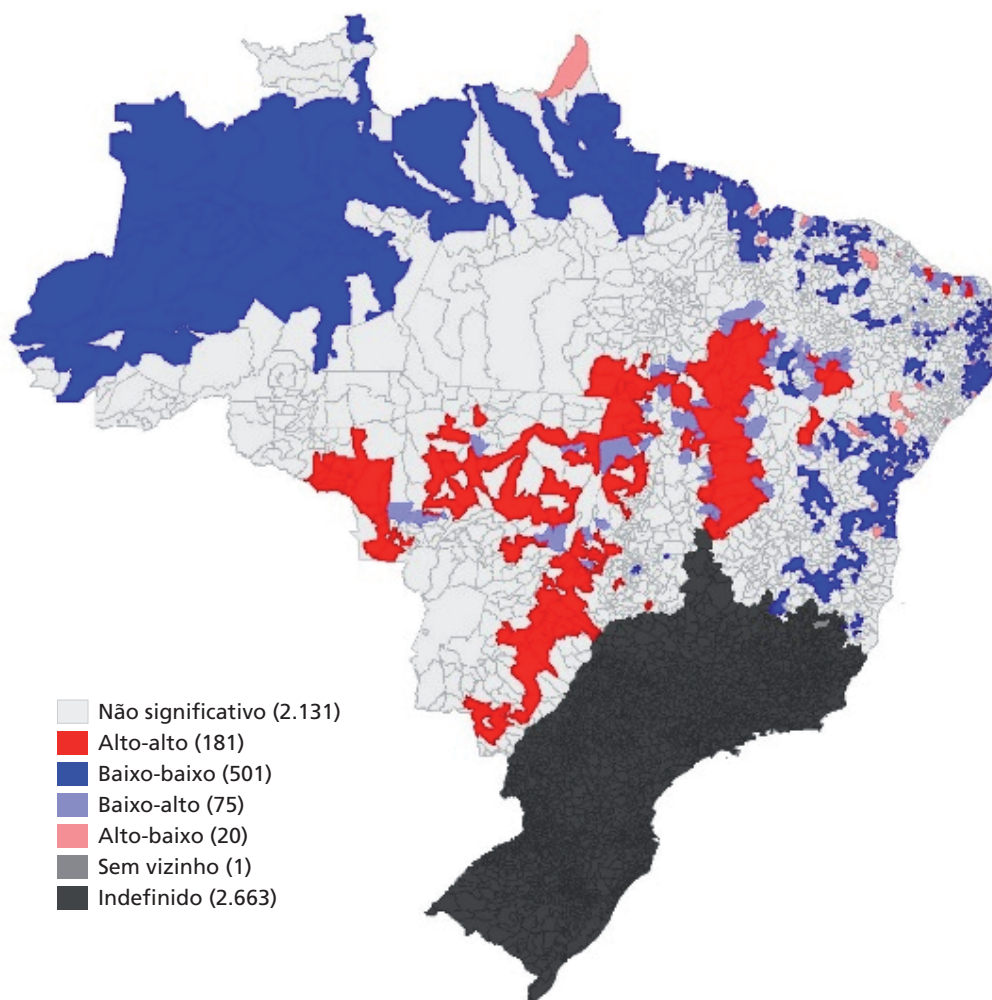 Não significativo (2.131)
Alto-alto (181)
Baixo-baixo (501)
Baixo-alto (75)
Alto-baixo (20)
Sem vizinho (1)
Indefinido (2.663)